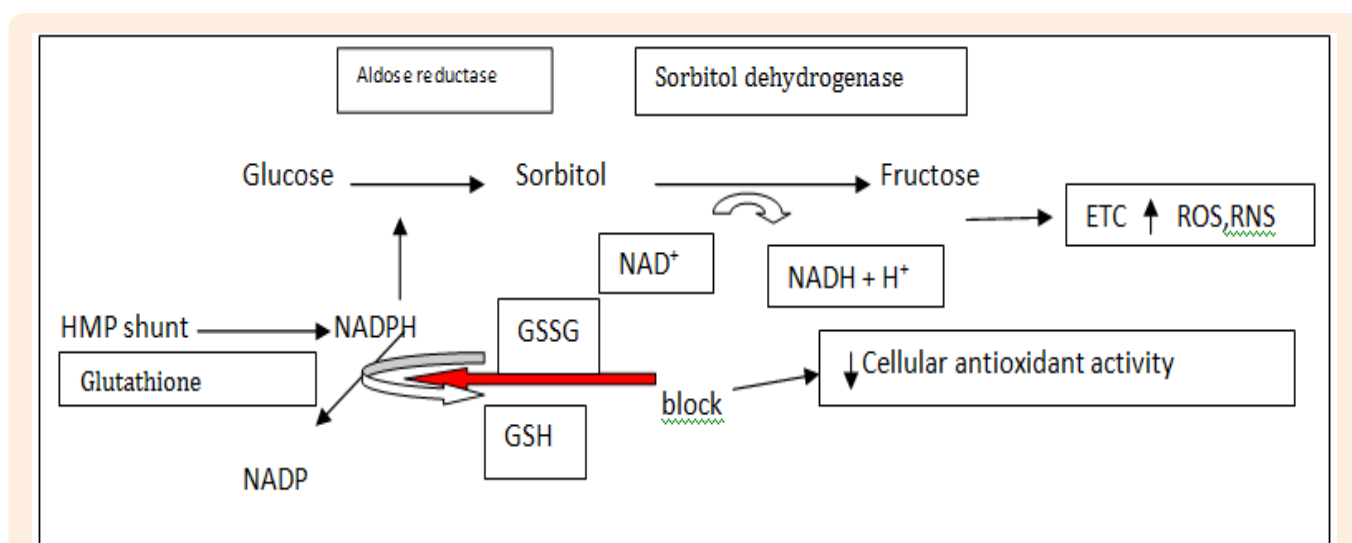 Aldose reductase
Sorbitol dehydrogenase
Glucose
Sorbitol
Fructose
ETC ↑ ROS,RNS
NAD⁺
NADH + H⁺
HMP shunt
NADPH
GSSG
Glutathione
↓ Cellular antioxidant activity
block
GSH
NADP